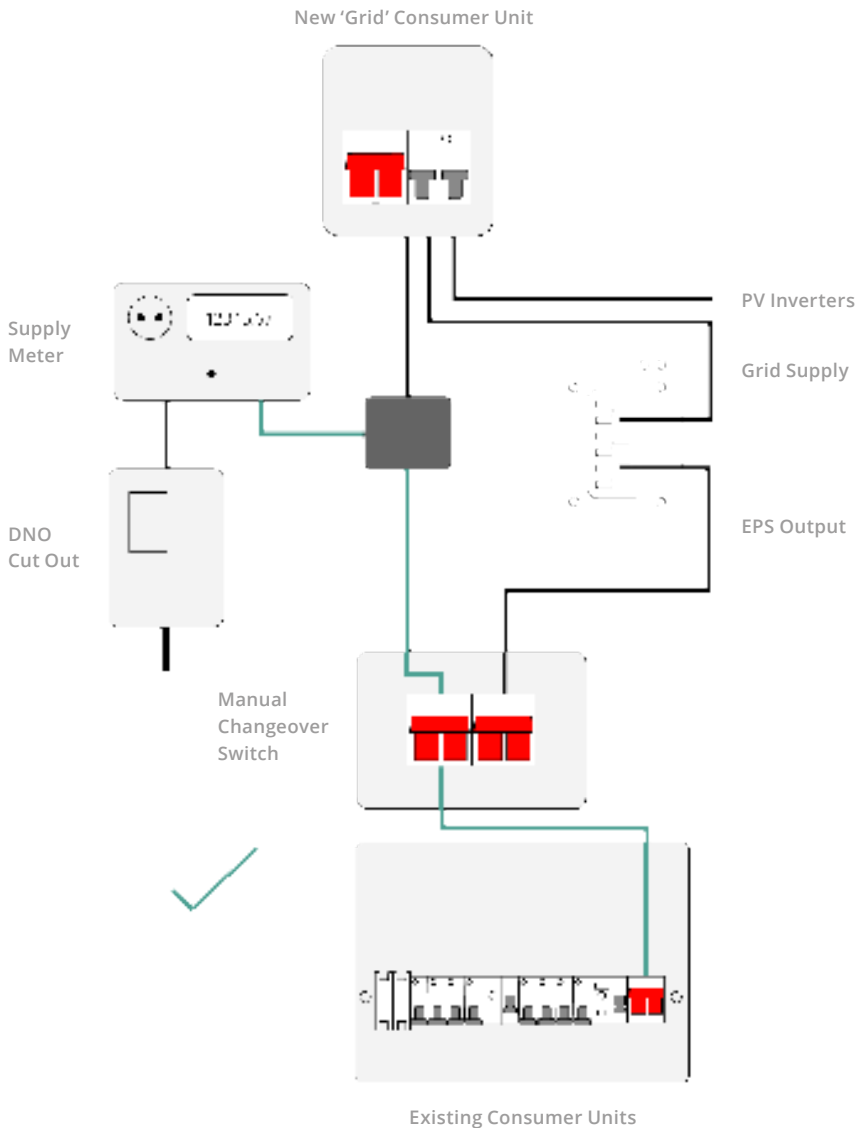 New ‘Grid’ Consumer Unit
PV Inverters
Supply
Meter
Grid Supply
DNO
Cut Out
EPS Output
Manual
Changeover
Switch
Existing Consumer Units